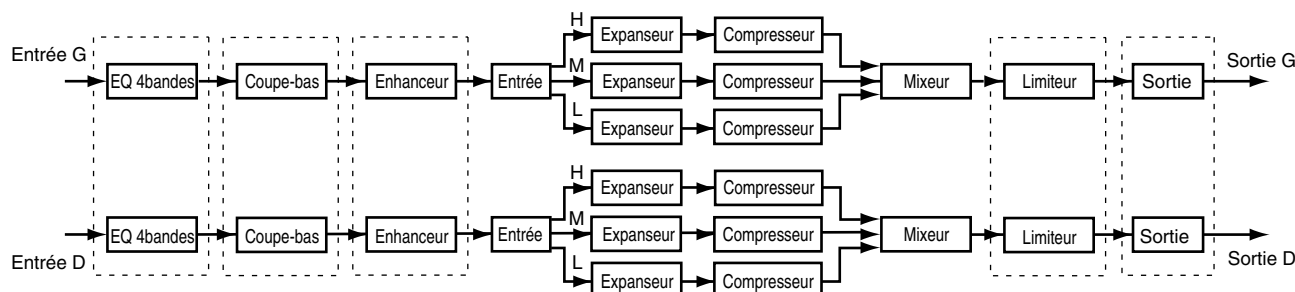 Entrée G
EQ 4bandes
Coupe-bas
Enhanceur
Entrée
H
Expanseur
Compresseur
M
Expanseur
Compresseur
L
Expanseur
Compresseur
Mixeur
Limiteur
Sortie
Sortie G
Entrée D
EQ 4bandes
Coupe-bas
Enhanceur
Entrée
H
Expanseur
Compresseur
M
Expanseur
Compresseur
L
Expanseur
Compresseur
Mixeur
Limiteur
Sortie
Sortie D